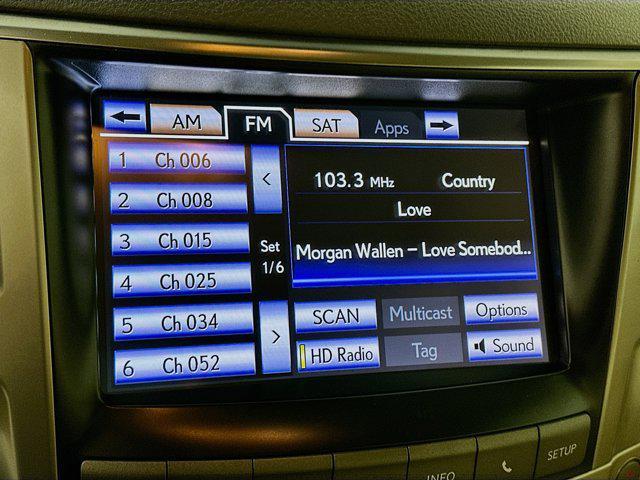 AM FM SAT Apps
1 Ch 006
2 Ch 008
3 Ch 015
4 Ch 025
5 Ch 034
6 Ch 052
Set
1/6
103.3 MHz Country
Love
Morgan Wallen – Love Somebod...
SCAN Multicast Options
HD Radio Tag Sound
INFO SETUP